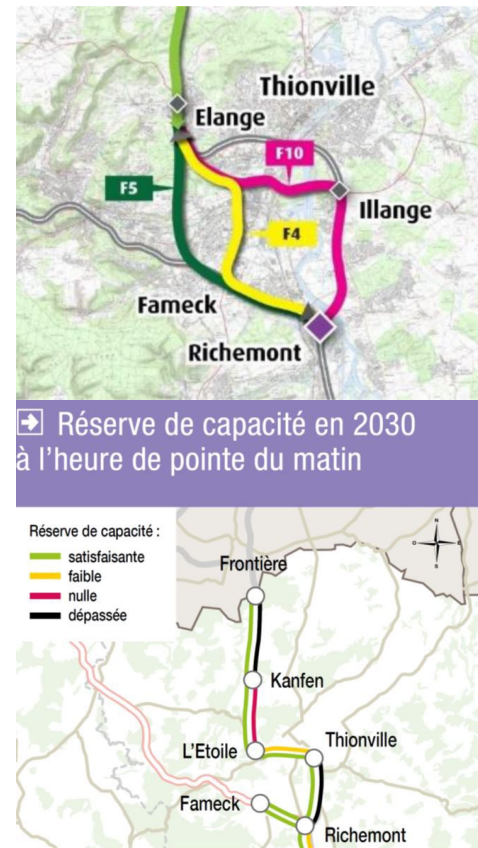 Thionville
Elange
F10
F5
Illange
F4
Fameck
Richemont
Réserve de capacité en 2030
à l’heure de pointe du matin
Réserve de capacité :
satisfaisante
faible
nulle
dépassée
N
O
E
S
Frontière
Kanfen
L'Etoile
Thionville
Fameck
Richemont